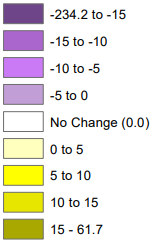 -234.2 to -15
-15 to -10
-10 to -5
-5 to 0
No Change (0.0)
0 to 5
5 to 10
10 to 15
15 - 61.7